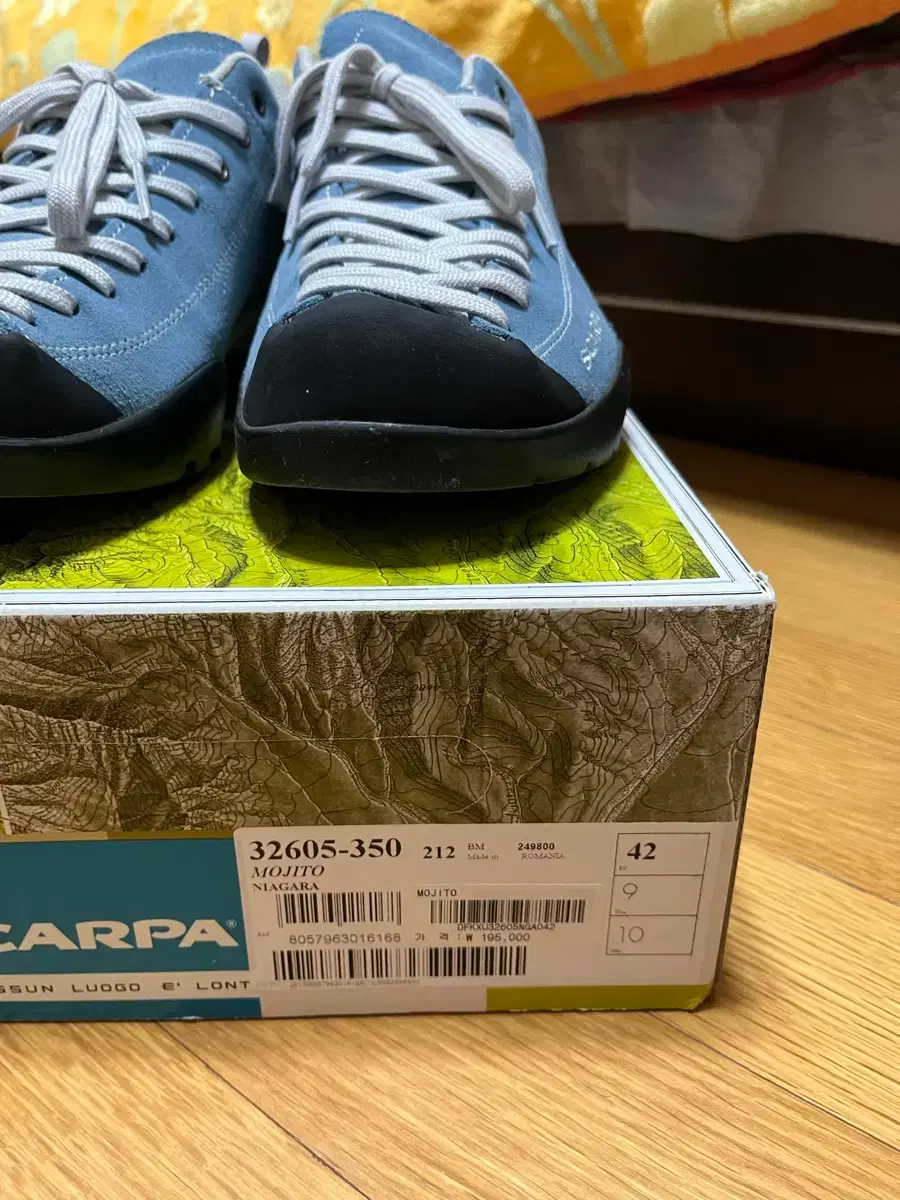 32605-350 212 BM 249800 42
Made in ROMANIA
MOJITO
NIAGARA
MOJITO
9
DFKXU32605NGA042
8057963016168 가 격 : ₩ 195,000
10
CARPA®
SSUN LUOGO E' LONT